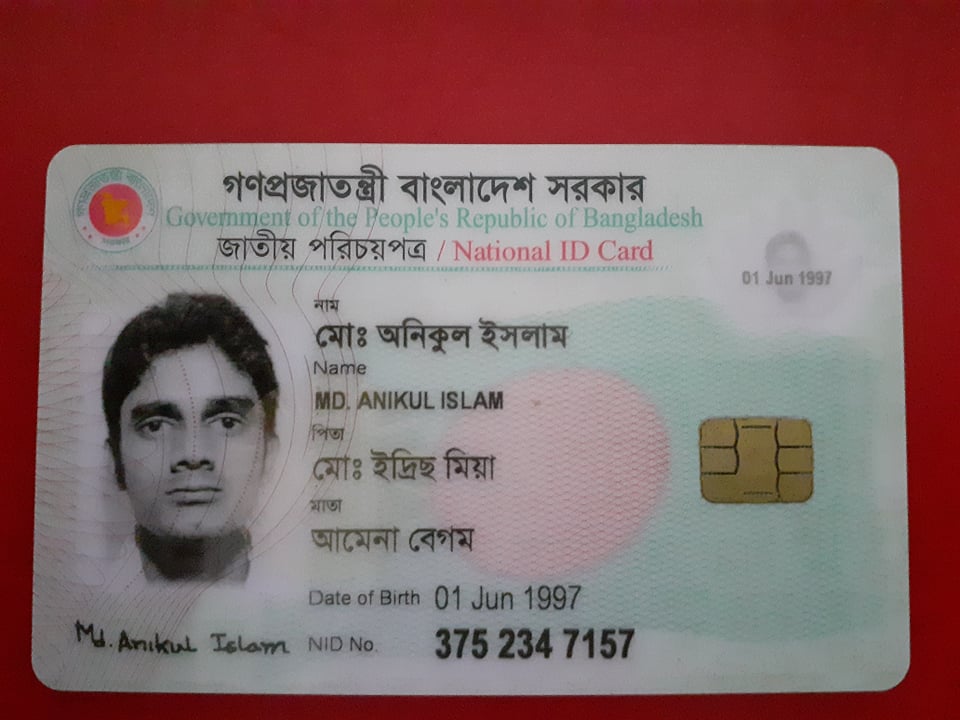 গণপ্রজাতন্ত্রী বাংলাদেশ সরকার
Government of the People's Republic of Bangladesh
জাতীয় পরিচয়পত্র / National ID Card
01 Jun 1997
নাম
মোঃ অনিকুল ইসলাম
Name
MD. ANIKUL ISLAM
পিতা
মোঃ ইদ্রিছ মিয়া
মাতা
আমেনা বেগম
Date of Birth 01 Jun 1997
Md. Anikul Islam
NID No. 375 234 7157